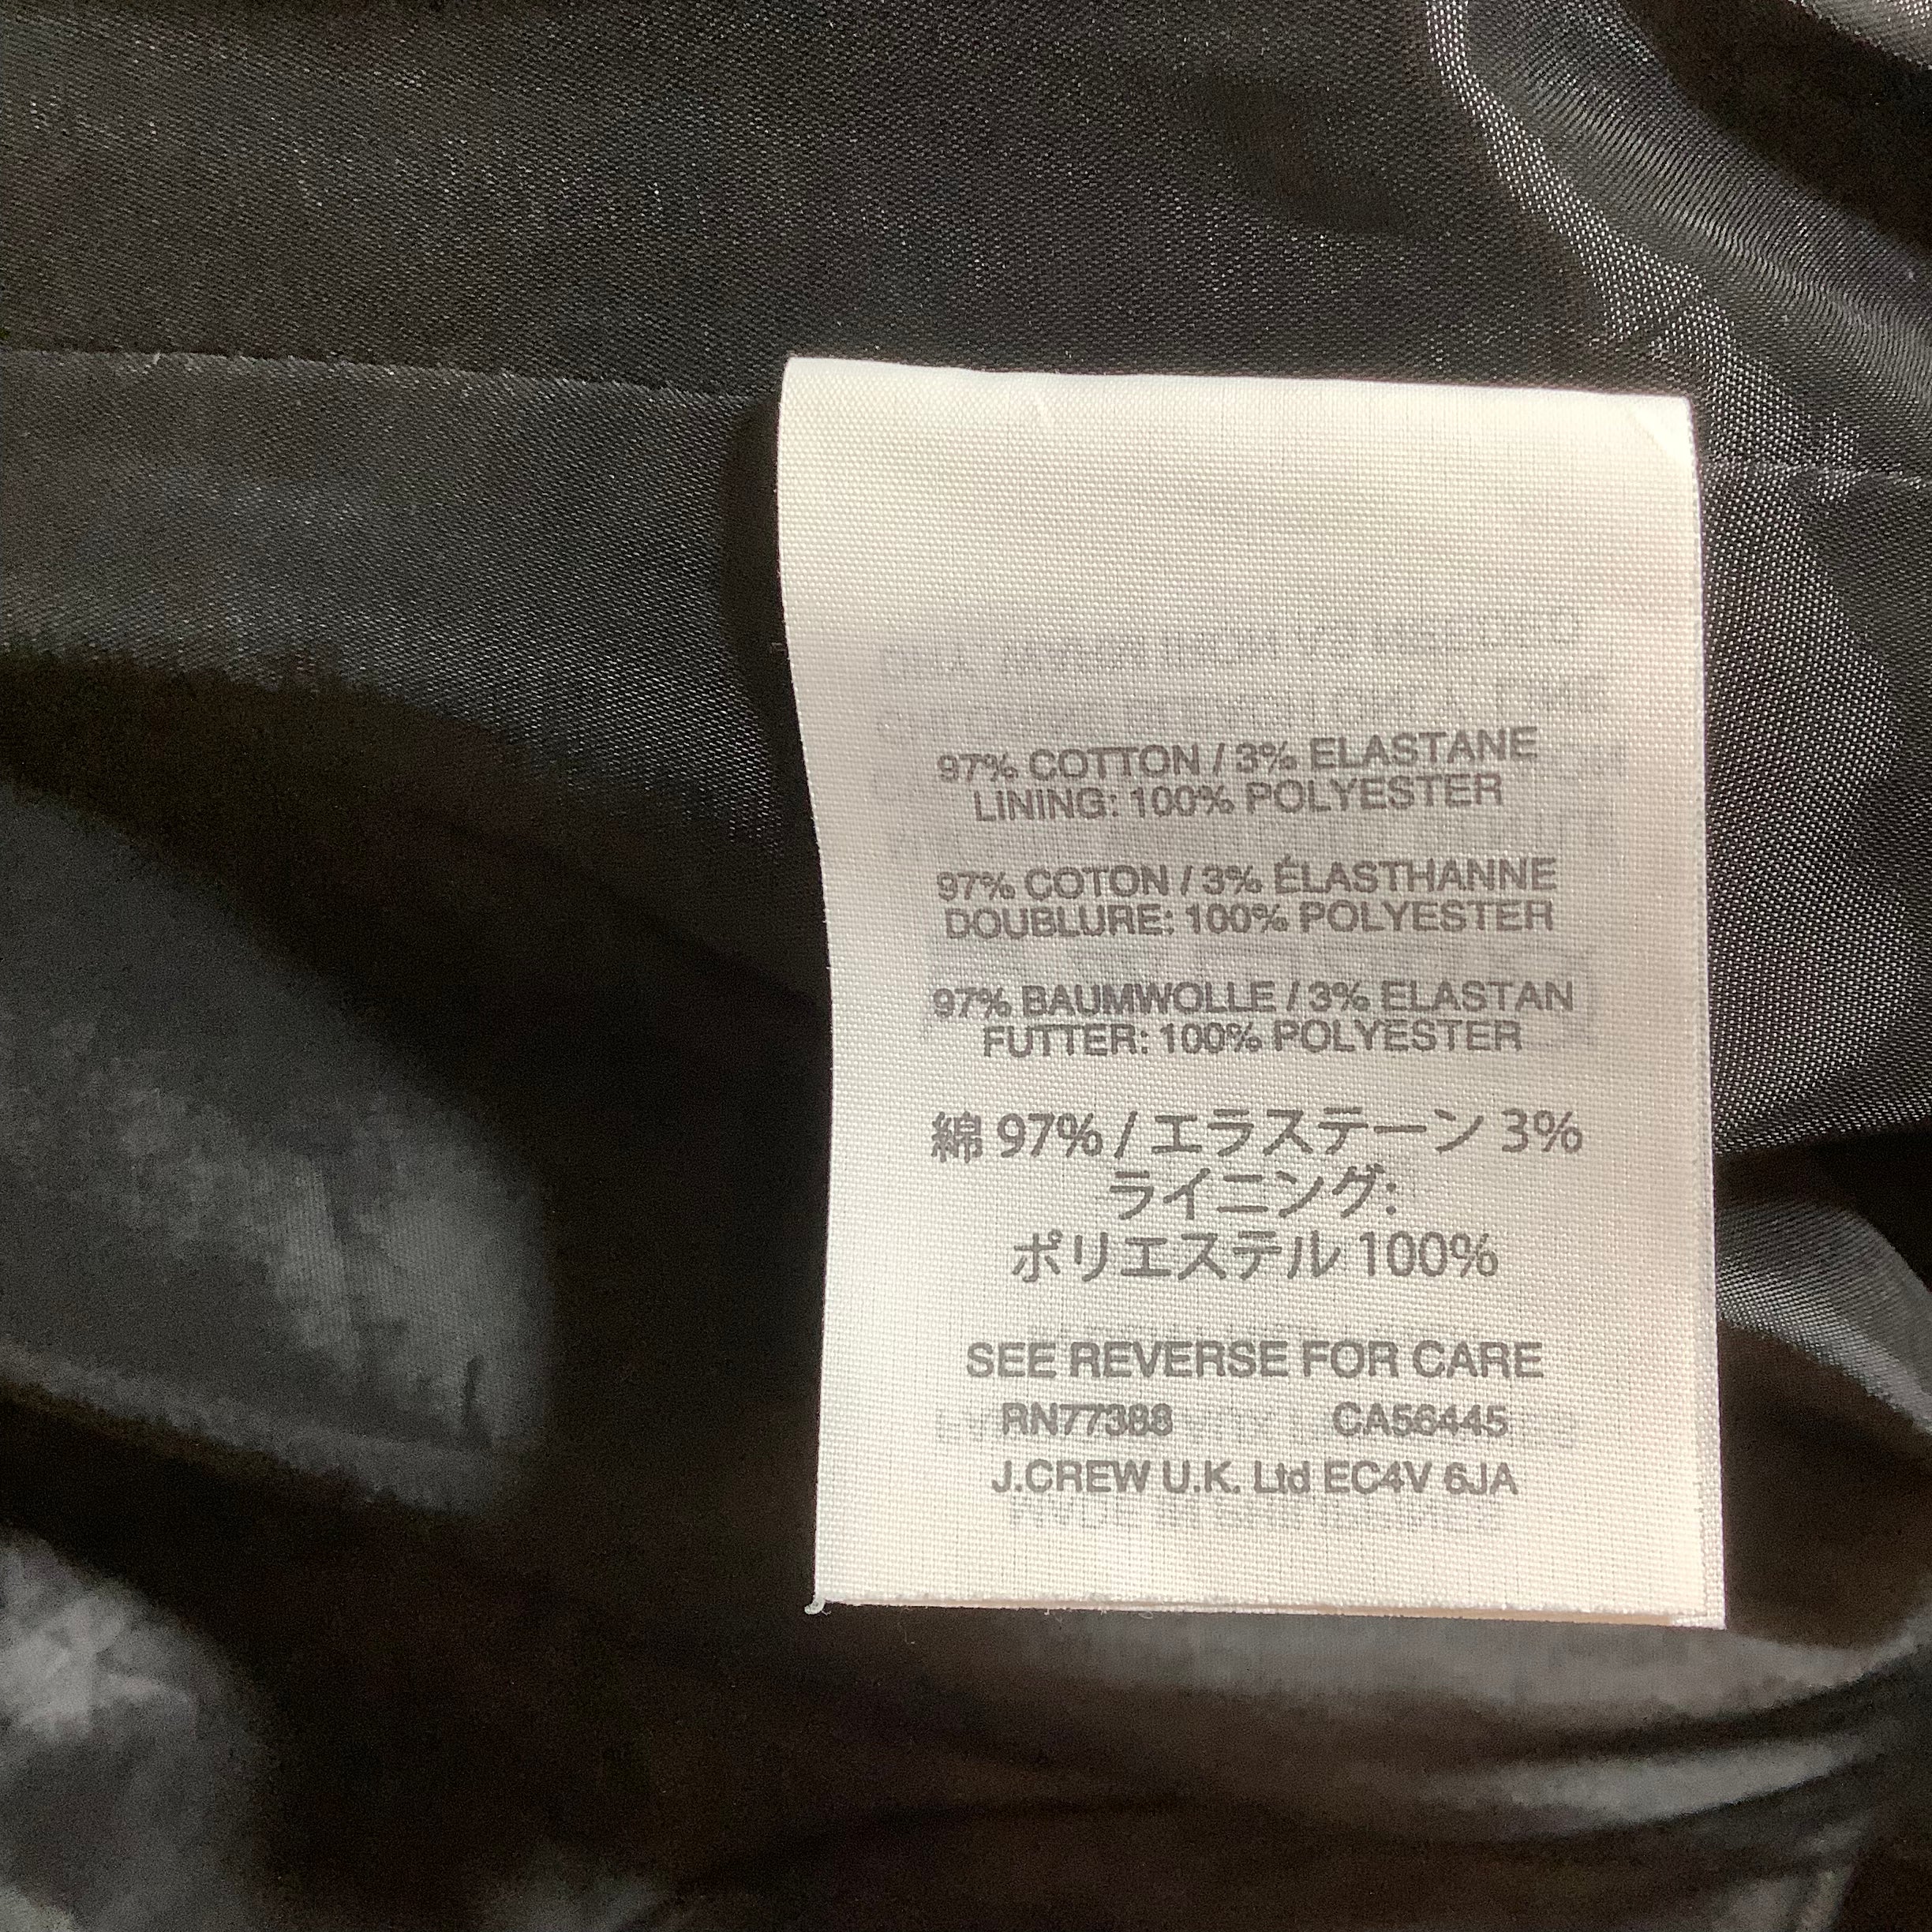 97% COTTON / 3% ELASTANE
LINING: 100% POLYESTER
97% COTON / 3% ÉLASTHANNE
DOUBLURE: 100% POLYESTER
97% BAUMWOLLE / 3% ELASTAN
FUTTER: 100% POLYESTER
綿 97% / エラステーン 3%
ライニング:
ポリエステル 100%
SEE REVERSE FOR CARE
RN77388 CA56445
J.CREW U.K. Ltd EC4V 6JA